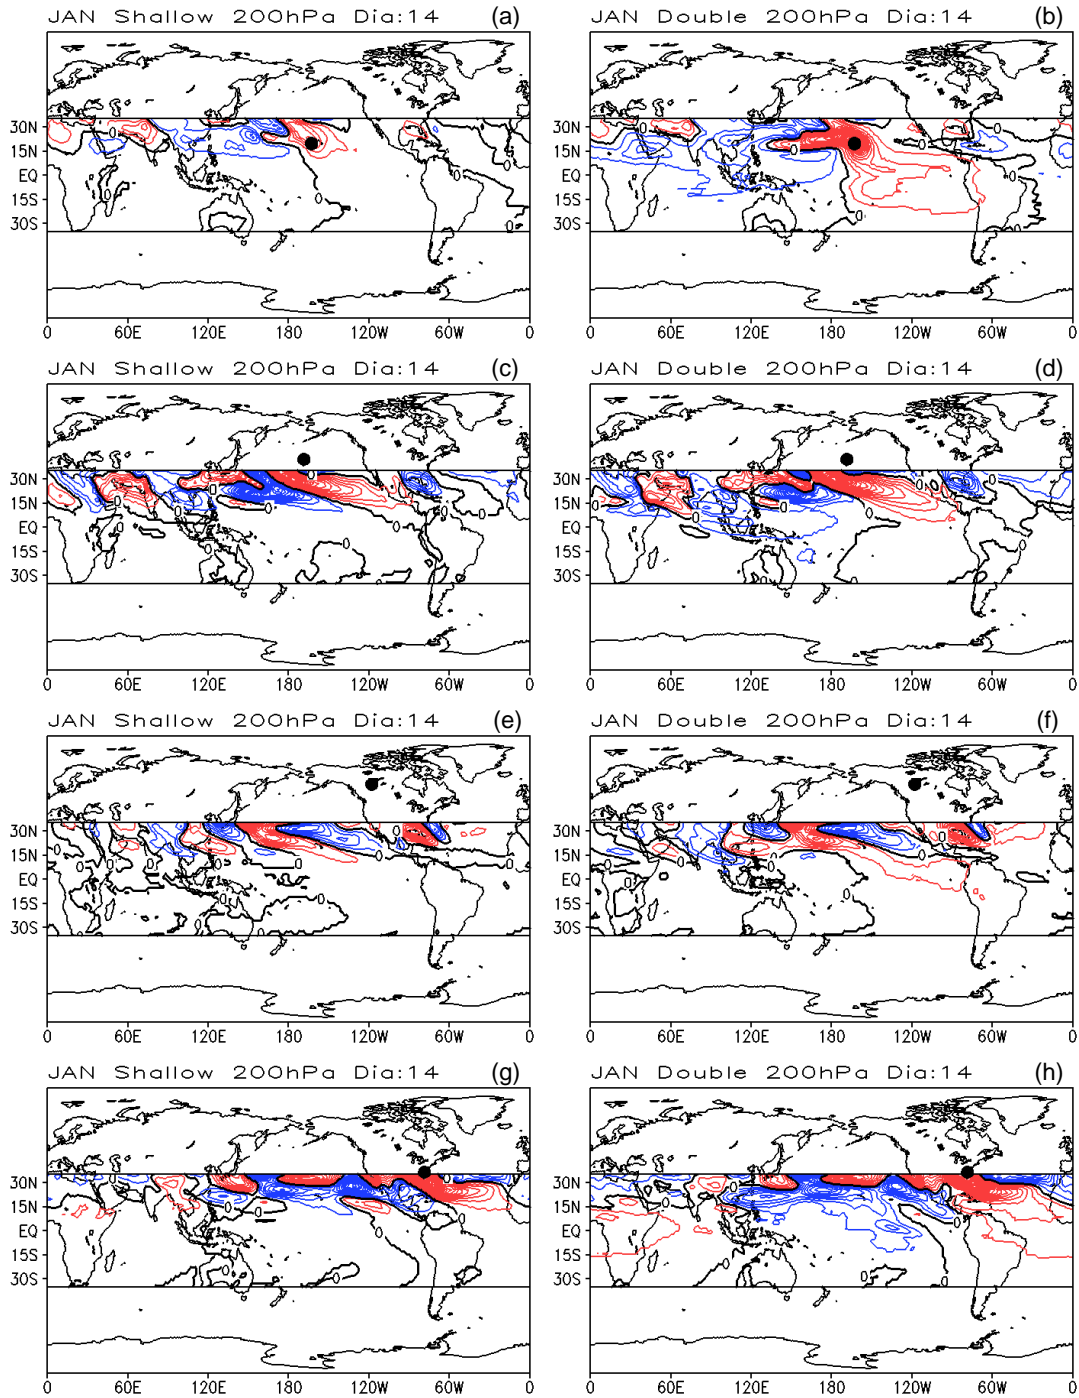 JAN Shallow 200hPa Dia:14 (a) JAN Double 200hPa Dia:14 (b)
30N 30N
15N 15N
EQ EQ
15S 15S
30S 30S
0 60E 120E 180 120W 60W 0 0 60E 120E 180 120W 60W 0
JAN Shallow 200hPa Dia:14 (c) JAN Double 200hPa Dia:14 (d)
30N 30N
15N 15N
EQ EQ
15S 15S
30S 30S
0 60E 120E 180 120W 60W 0 0 60E 120E 180 120W 60W 0
JAN Shallow 200hPa Dia:14 (e) JAN Double 200hPa Dia:14 (f)
30N 30N
15N 15N
EQ EQ
15S 15S
30S 30S
0 60E 120E 180 120W 60W 0 0 60E 120E 180 120W 60W 0
JAN Shallow 200hPa Dia:14 (g) JAN Double 200hPa Dia:14 (h)
30N 30N
15N 15N
EQ EQ
15S 15S
30S 30S
0 60E 120E 180 120W 60W 0 0 60E 120E 180 120W 60W 0